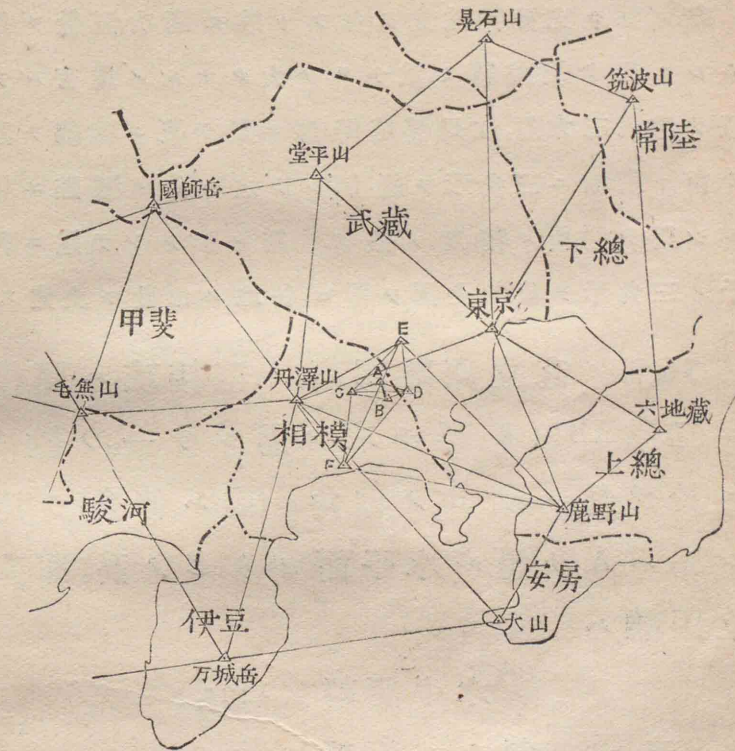 晃石山
筑波山
常陸
堂平山
國師岳
武藏
下總
東京
甲斐
E
A
C
B
D
毛無山
丹澤山
相模
六地藏
F
上總
鹿野山
駿河
安房
伊豆
大山
万城岳